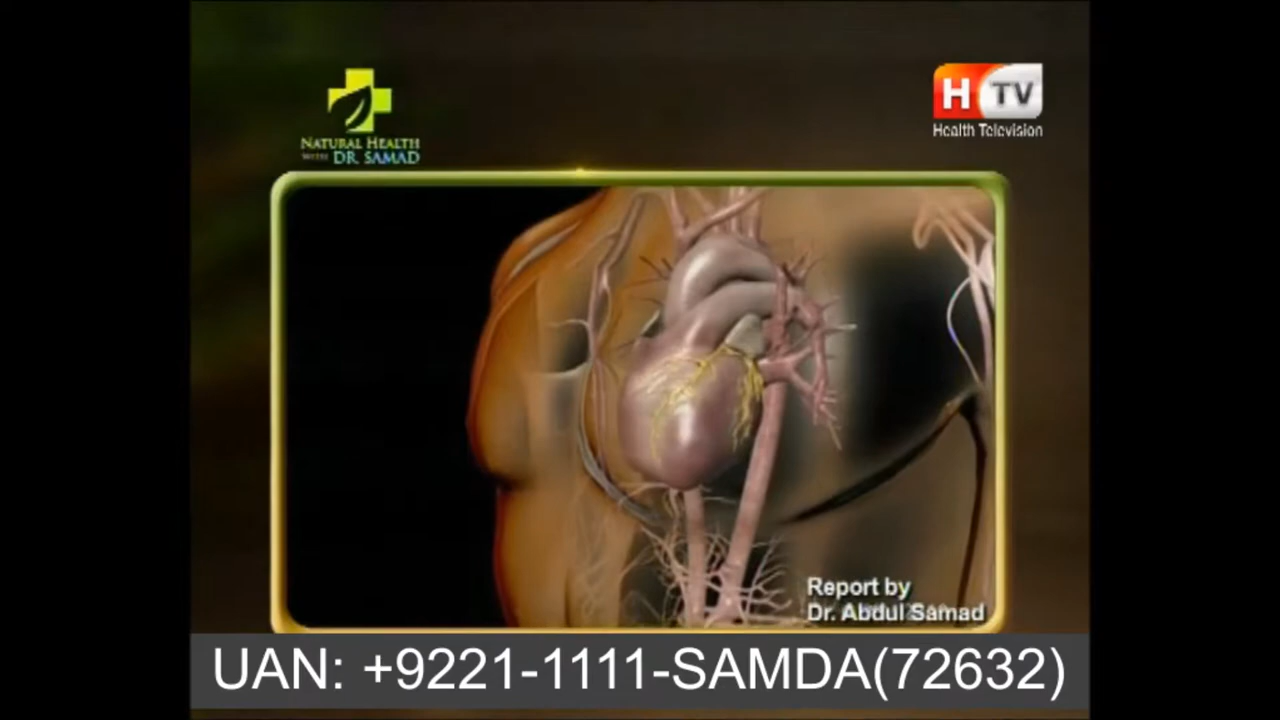 NATURAL HEALTH
WITH DR. SAMAD
H TV
Health Television
Report by
Dr. Abdul Samad
UAN: +9221-1111-SAMDA(72632)